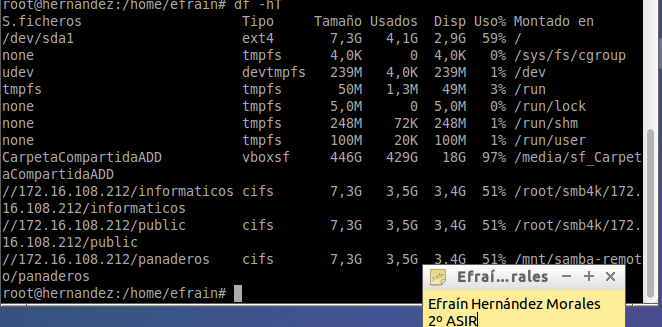 root@hernandez:/home/efrain# df -hT
S.ficheros Tipo Tamaño Usados Disp Uso% Montado en
/dev/sda1 ext4 7,3G 4,1G 2,9G 59% /
none tmpfs 4,0K 0 4,0K 0% /sys/fs/cgroup
udev devtmpfs 239M 4,0K 239M 1% /dev
tmpfs tmpfs 50M 1,3M 49M 3% /run
none tmpfs 5,0M 0 5,0M 0% /run/lock
none tmpfs 248M 72K 248M 1% /run/shm
none tmpfs 100M 20K 100M 1% /run/user
CarpetaCompartidaADD vboxsf 446G 429G 18G 97% /media/sf_Carpet
aCompartidaADD
//172.16.108.212/informaticos cifs 7,3G 3,5G 3,4G 51% /root/smb4k/172.
16.108.212/informaticos
//172.16.108.212/public cifs 7,3G 3,5G 3,4G 51% /root/smb4k/172.
16.108.212/public
//172.16.108.212/panaderos cifs 7,3G 3,5G 3,4G 51% /mnt/samba-remot
o/panaderos
root@hernandez:/home/efrain#
Efraí...rales
Efraín Hernández Morales
2º ASIR